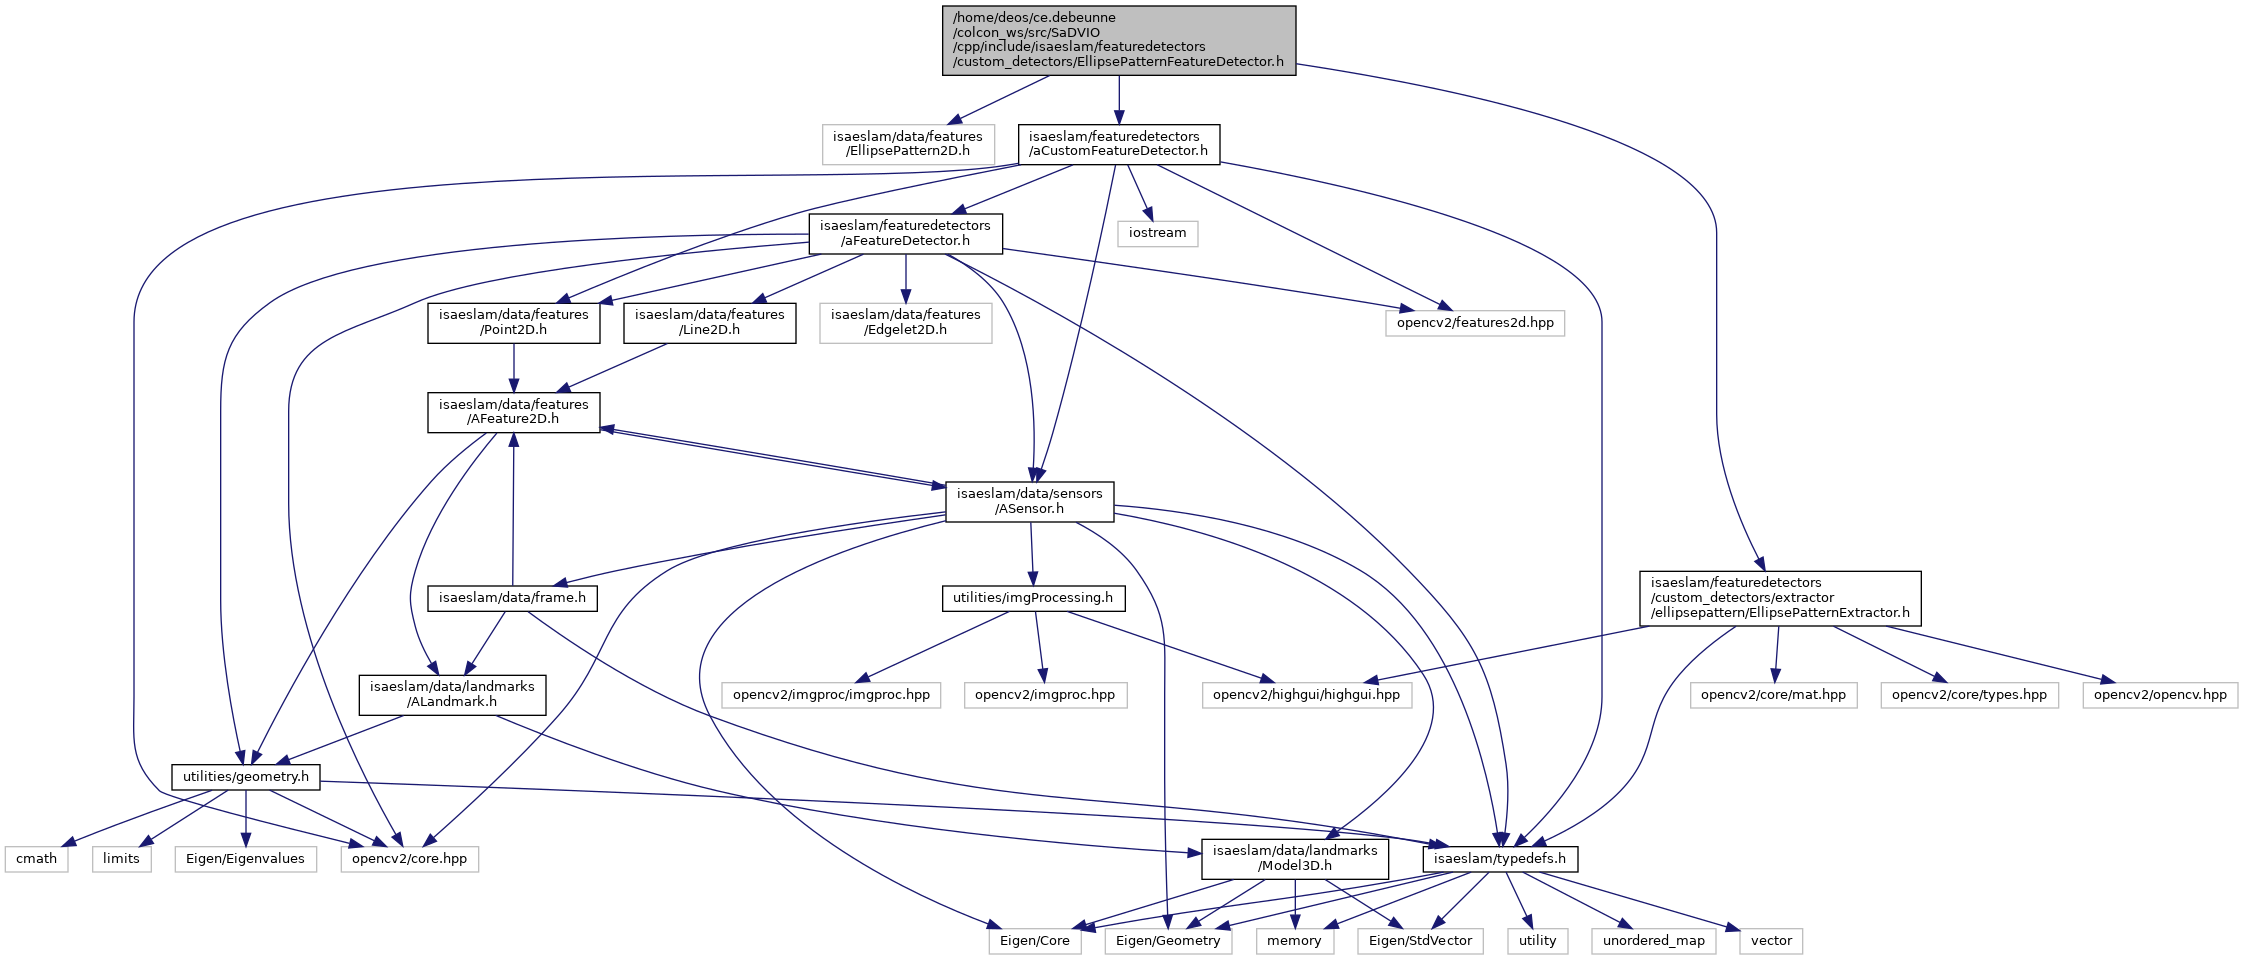 /home/deos/ce.debeunne
/colcon_ws/src/SaDVIO
/cpp/include/isaeslam/featuredetectors
/custom_detectors/EllipsePatternFeatureDetector.h
isaeslam/data/features
/EllipsePattern2D.h
isaeslam/featuredetectors
/aCustomFeatureDetector.h
isaeslam/featuredetectors
/aFeatureDetector.h
iostream
isaeslam/data/features
/Point2D.h
isaeslam/data/features
/Line2D.h
isaeslam/data/features
/Edgelet2D.h
opencv2/features2d.hpp
isaeslam/data/features
/AFeature2D.h
isaeslam/data/sensors
/ASensor.h
isaeslam/data/frame.h
utilities/imgProcessing.h
isaeslam/featuredetectors
/custom_detectors/extractor
/ellipsepattern/EllipsePatternExtractor.h
isaeslam/data/landmarks
/ALandmark.h
opencv2/imgproc/imgproc.hpp
opencv2/imgproc.hpp
opencv2/highgui/highgui.hpp
opencv2/core/mat.hpp
opencv2/core/types.hpp
opencv2/opencv.hpp
utilities/geometry.h
cmath
limits
Eigen/Eigenvalues
opencv2/core.hpp
isaeslam/data/landmarks
/Model3D.h
isaeslam/typedefs.h
Eigen/Core
Eigen/Geometry
memory
Eigen/StdVector
utility
unordered_map
vector